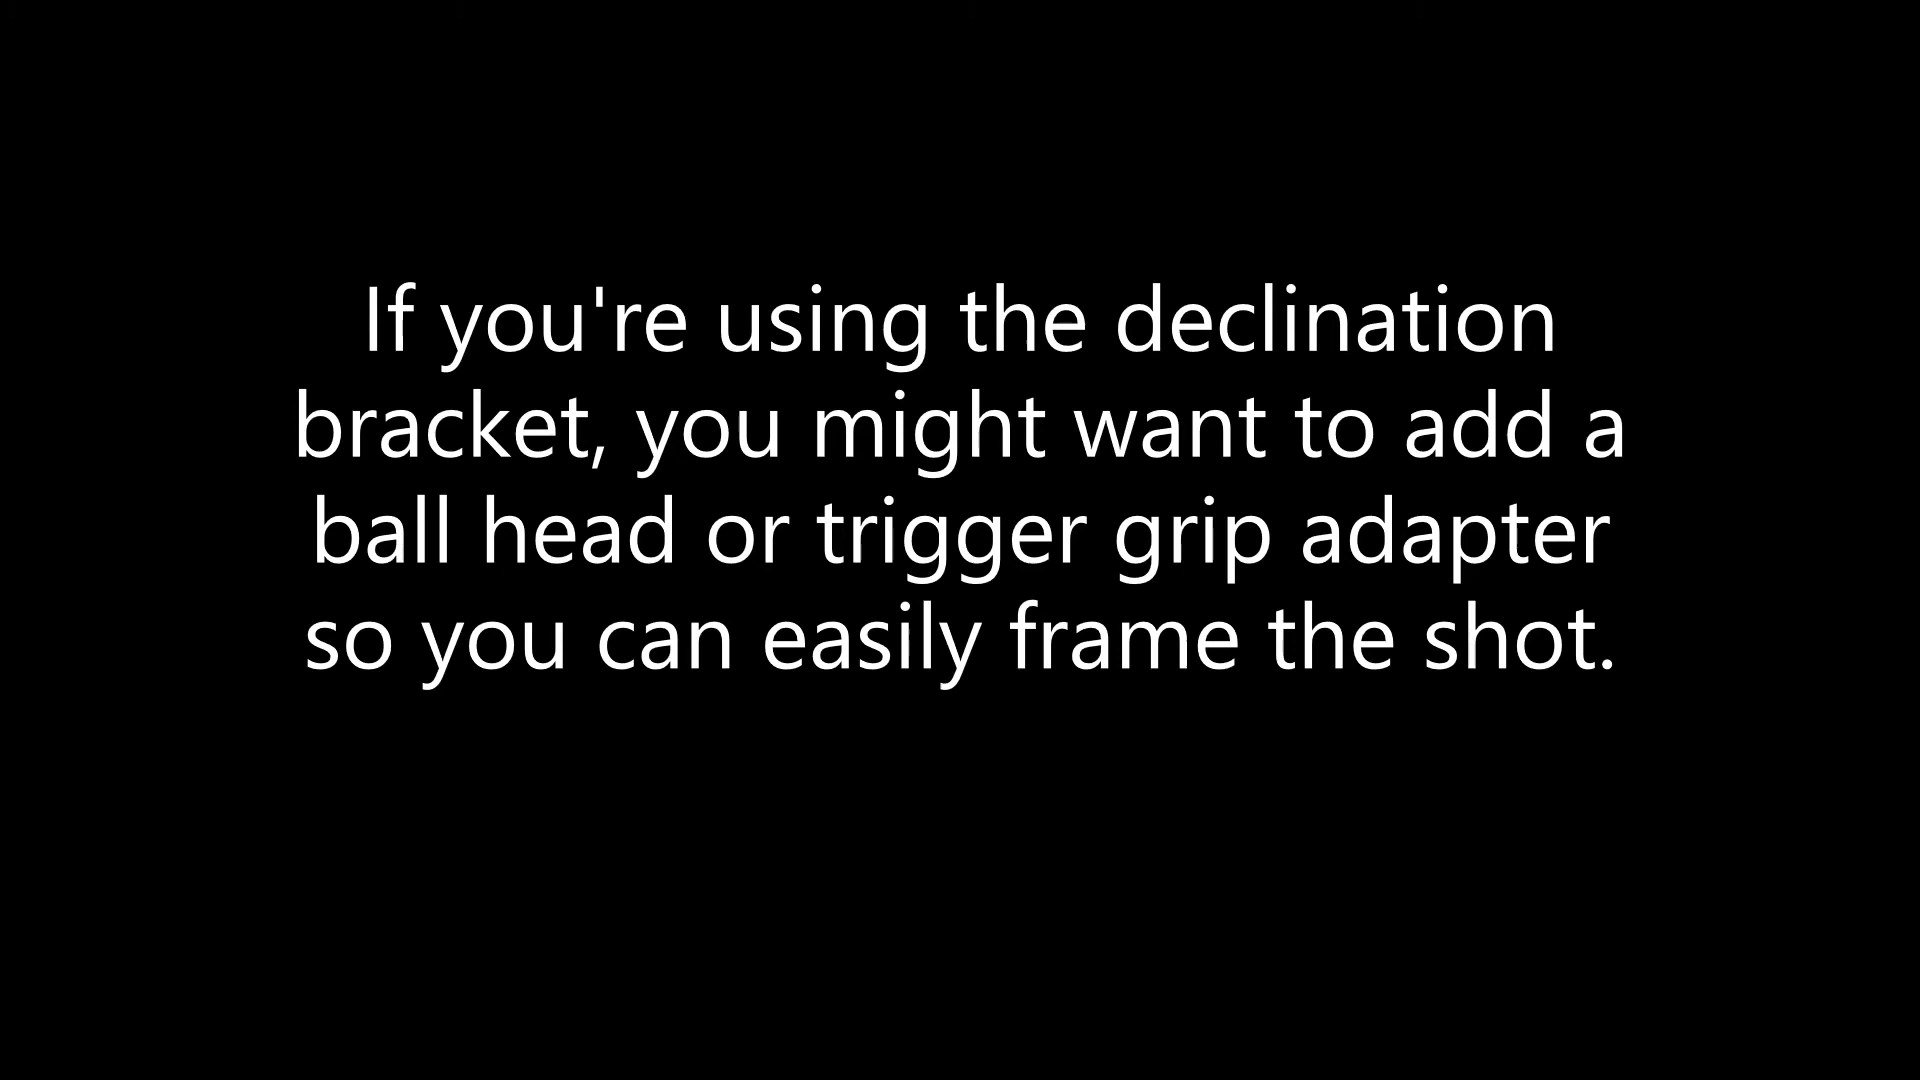 If you're using the declination
bracket, you might want to add a
ball head or trigger grip adapter
so you can easily frame the shot.